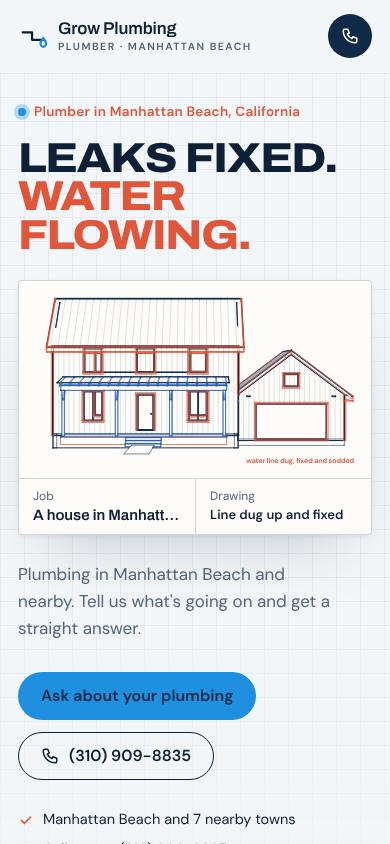 Grow Plumbing
PLUMBER · MANHATTAN BEACH
Plumber in Manhattan Beach, California
LEAKS FIXED.
WATER
FLOWING.
water line dug, fixed and sodded
Job
A house in Manhatt...
Drawing
Line dug up and fixed
Plumbing in Manhattan Beach and
nearby. Tell us what's going on and get a
straight answer.
Ask about your plumbing
(310) 909-8835
Manhattan Beach and 7 nearby towns